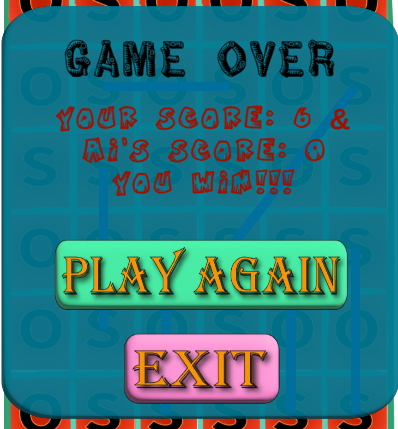 GAME OVER
YOUR SCORE: 6 &
Ai'S SCORE: 0
YOU WiN!!!
PLAY AGAIN
EXIT